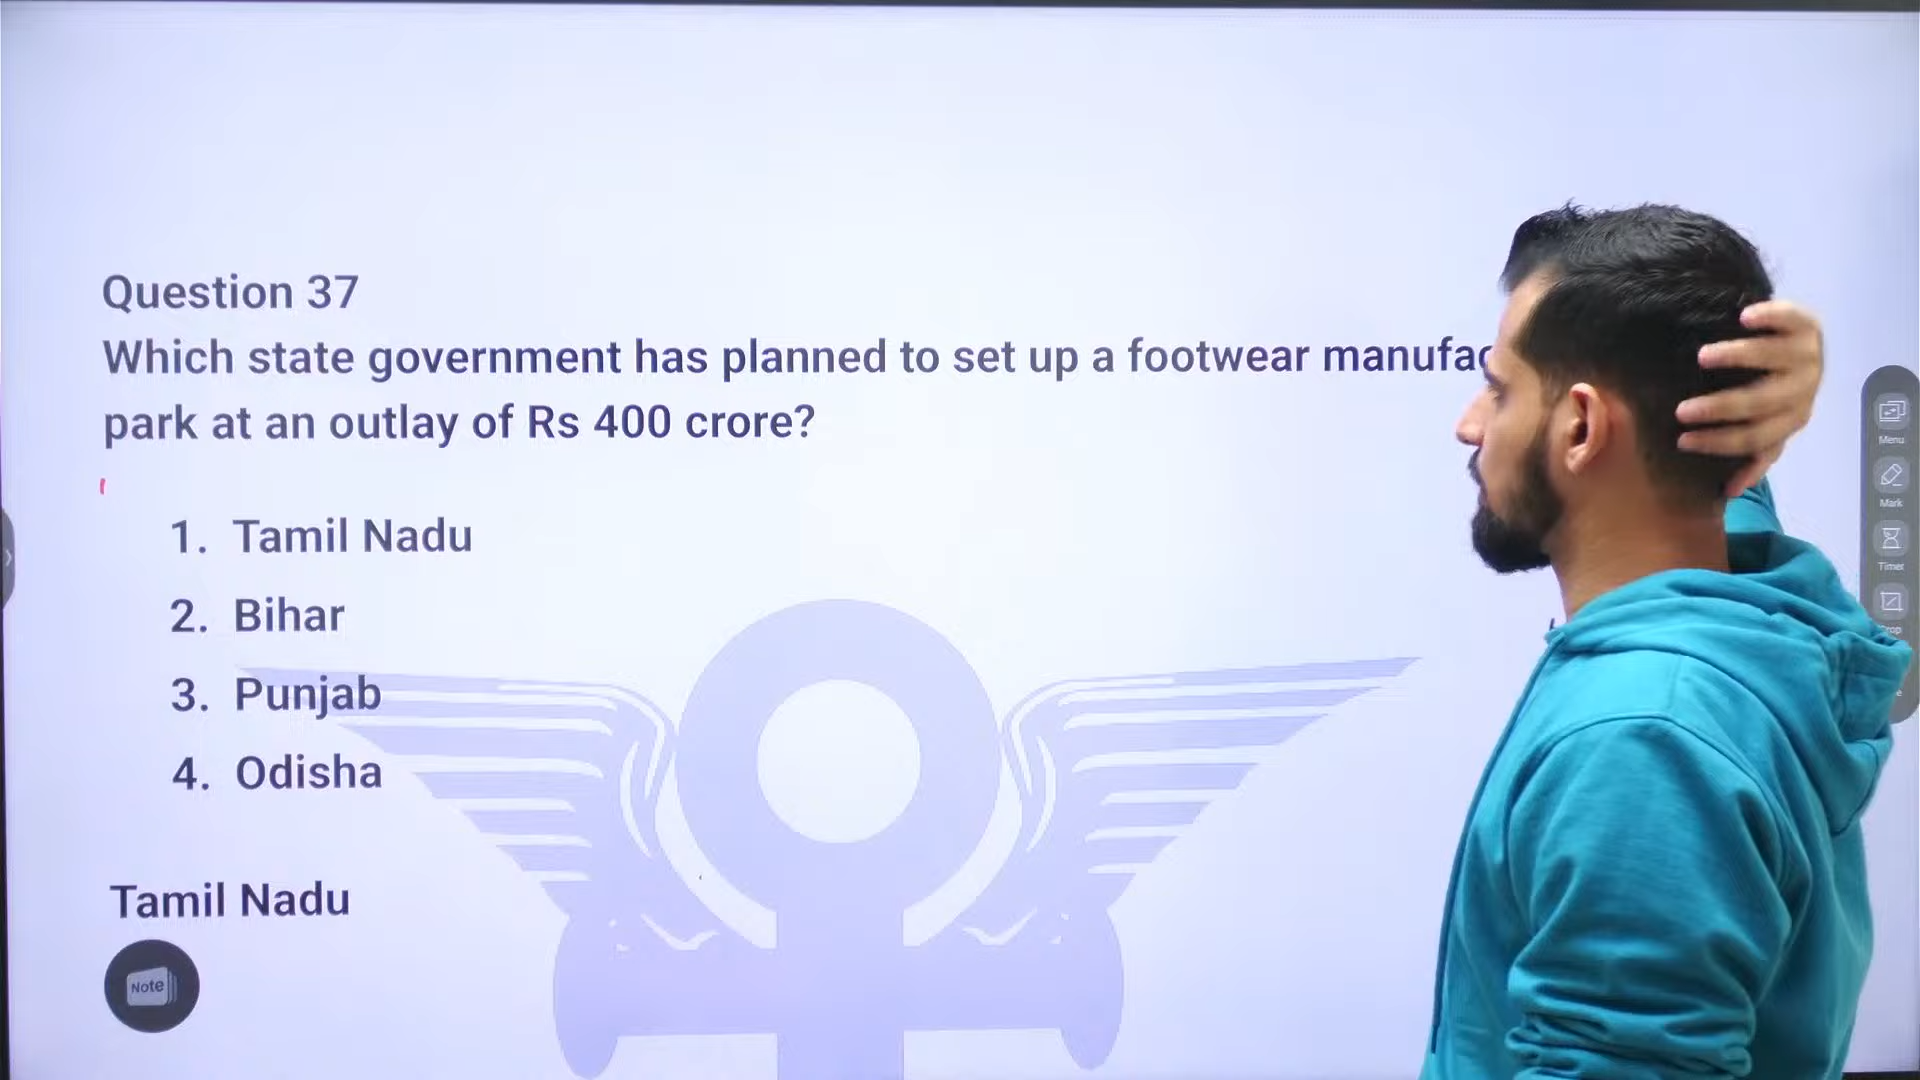 Question 37
Which state government has planned to set up a footwear manufac
park at an outlay of Rs 400 crore?
1. Tamil Nadu
2. Bihar
3. Punjab
4. Odisha
Tamil Nadu
Note
Menu
Mark
Timer